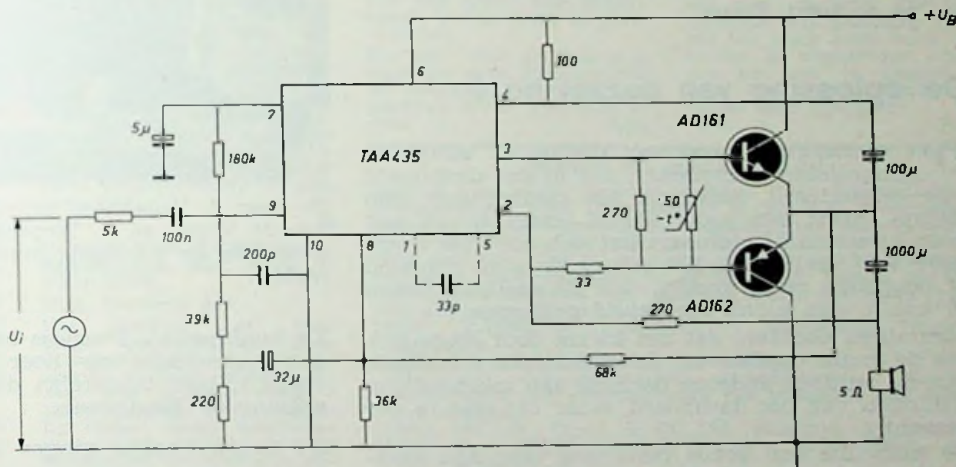 +U_B
6
100
7
4
5µ
180k
TAA435
AD161
3
100µ
270
50
-t°
5k
100n
9
2
10
8
1
5
33
1000µ
200p
33p
AD162
270
U_i
39k
32µ
68k
220
36k
5Ω